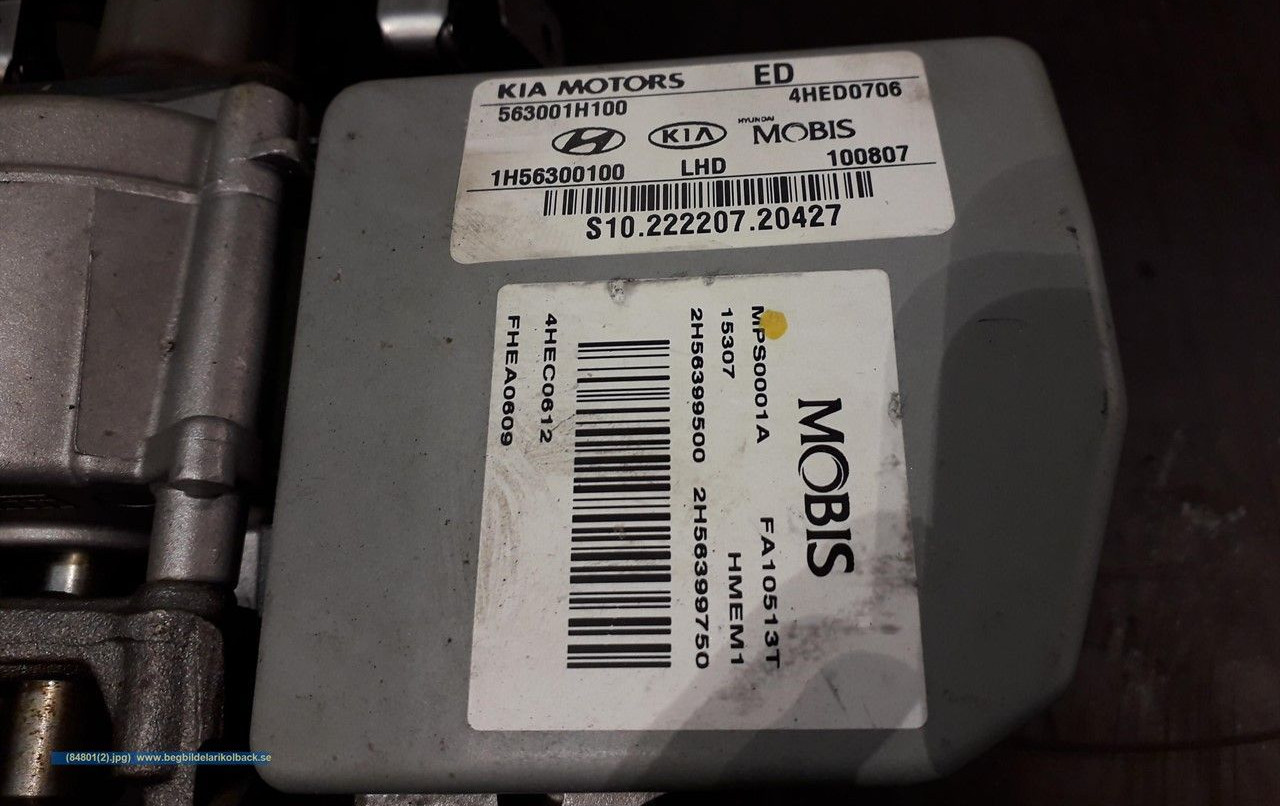 KIA MOTORS ED
563001H100 4HED0706
KIA HYUNDAI MOBIS
1H56300100 LHD 100807
S10.222207.20427
MOBIS
MPS0001A FA10513T
15307 HMEM1
2H56399500 2H56399750
4HEC0612
FHEA0609
(84801(2).jpg) www.begbildelarikolback.se